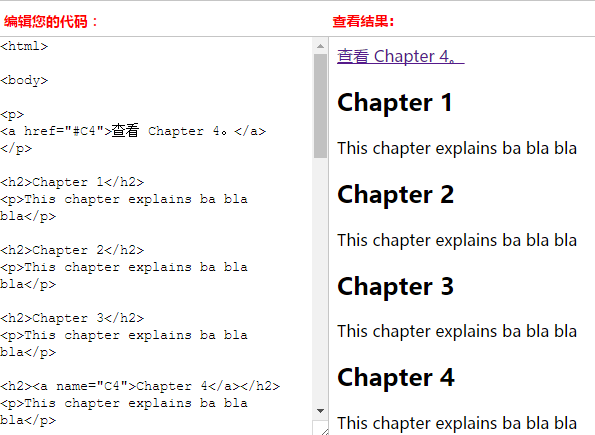 编辑您的代码：
<html>
<body>
<p>
<a href="#C4">查看 Chapter 4。</a>
</p>
<h2>Chapter 1</h2>
<p>This chapter explains ba bla
bla</p>
<h2>Chapter 2</h2>
<p>This chapter explains ba bla
bla</p>
<h2>Chapter 3</h2>
<p>This chapter explains ba bla
bla</p>
<h2><a name="C4">Chapter 4</a></h2>
<p>This chapter explains ba bla
bla</p>
查看结果:
查看 Chapter 4。
Chapter 1
This chapter explains ba bla bla
Chapter 2
This chapter explains ba bla bla
Chapter 3
This chapter explains ba bla bla
Chapter 4
This chapter explains ba bla bla